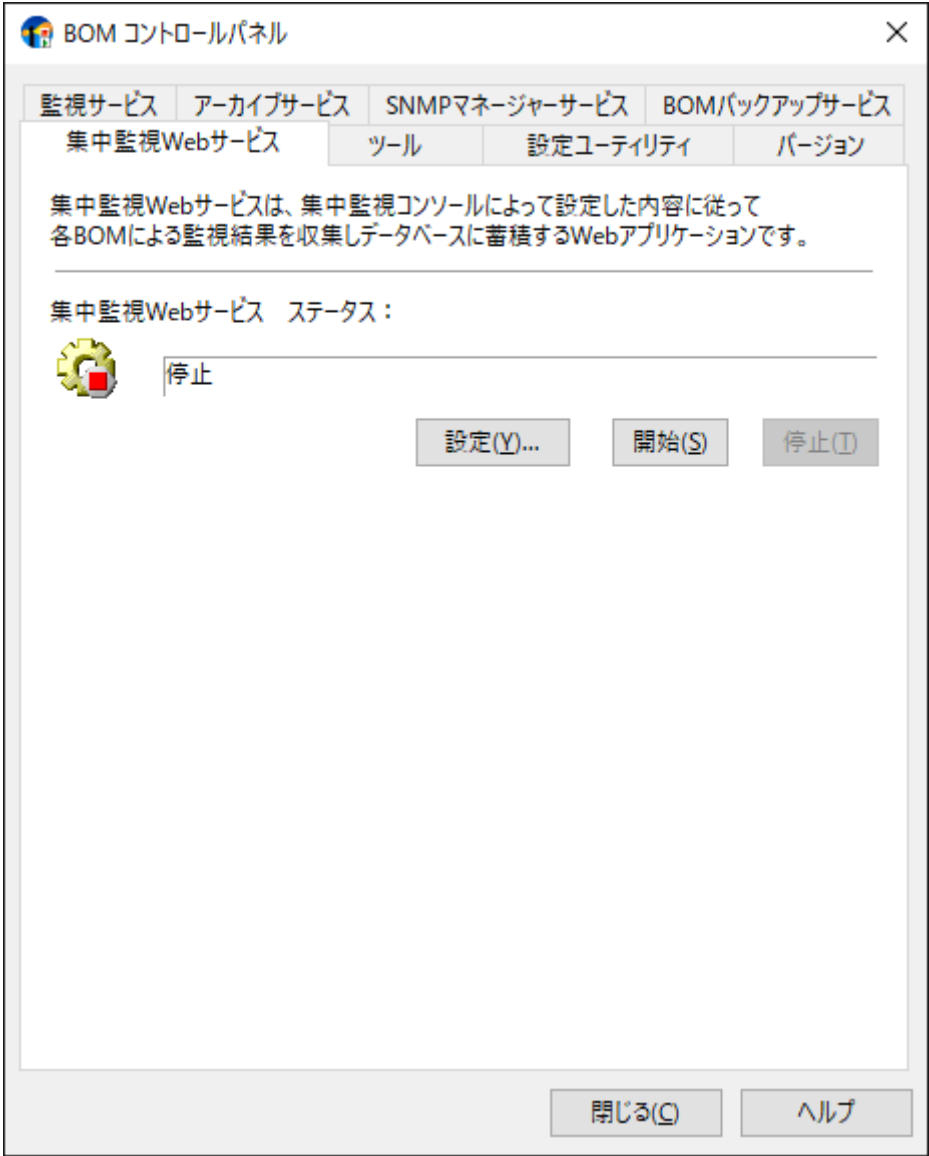 BOM コントロールパネル
監視サービス アーカイブサービス SNMPマネージャーサービス BOMバックアップサービス
集中監視Webサービス ツール 設定ユーティリティ バージョン
集中監視Webサービスは、集中監視コンソールによって設定した内容に従って
各BOMによる監視結果を収集しデータベースに蓄積するWebアプリケーションです。
集中監視Webサービス ステータス：
停止
設定(Y)... 開始(S) 停止(T)
閉じる(C) ヘルプ